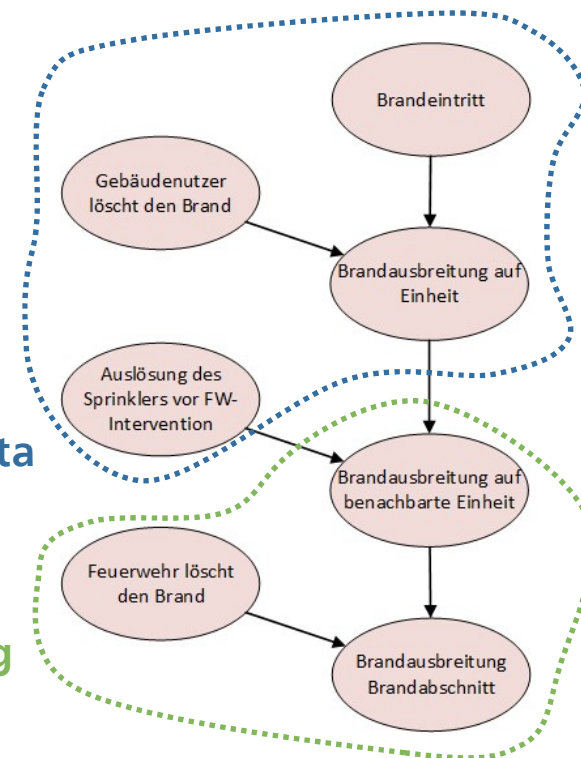 Brandeintritt
Gebäudenutzer
löscht den Brand
Brandausbreitung auf
Einheit
Auslösung des
Sprinklers vor FW-
Intervention
ta
Brandausbreitung auf
benachbarte Einheit
Feuerwehr löscht
den Brand
g
Brandausbreitung
Brandabschnitt